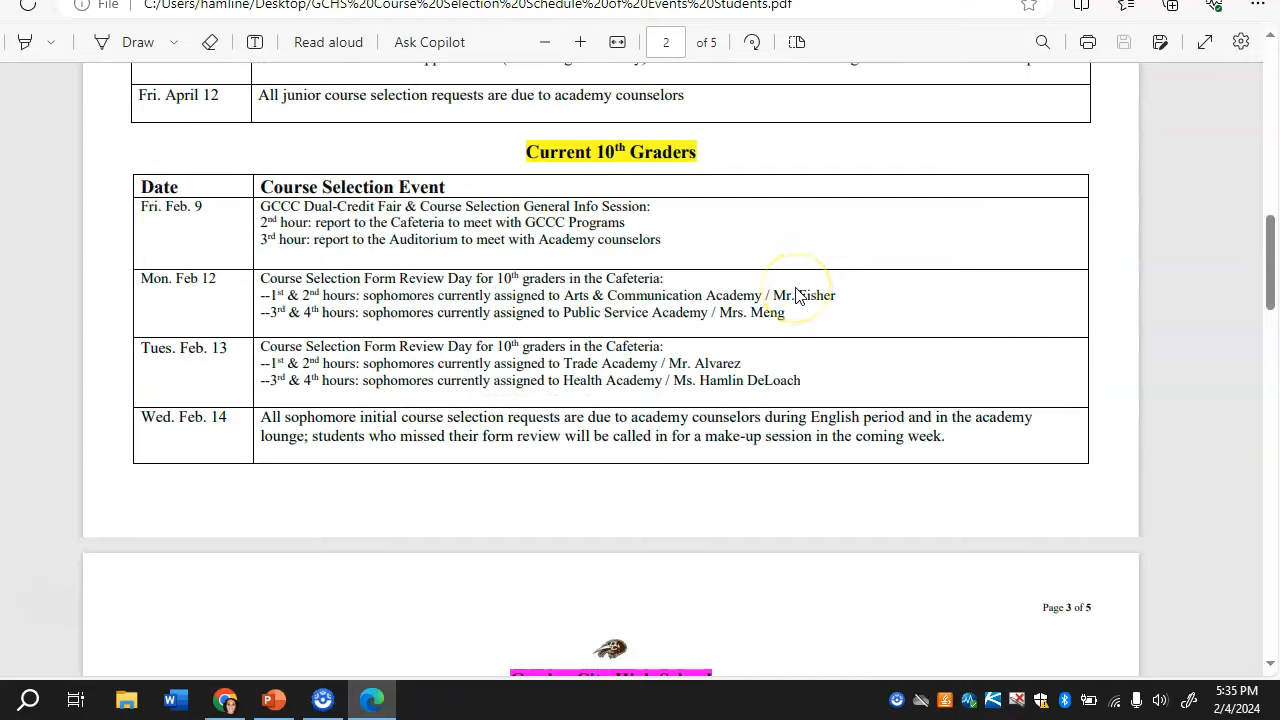 File C:/Users/hamline/Desktop/GCHS%20Course%20Selection%20Schedule%20of%20Events%20Students.pdf
Draw Read aloud Ask Copilot 2 of 5
Fri. April 12 All junior course selection requests are due to academy counselors
Current 10th Graders
Date Course Selection Event
Fri. Feb. 9 GCCC Dual-Credit Fair & Course Selection General Info Session:
2nd hour: report to the Cafeteria to meet with GCCC Programs
3rd hour: report to the Auditorium to meet with Academy counselors
Mon. Feb 12 Course Selection Form Review Day for 10th graders in the Cafeteria:
--1st & 2nd hours: sophomores currently assigned to Arts & Communication Academy / Mr.
--3rd & 4th hours: sophomores currently assigned to Public Service Academy / Mrs. Meng
Tues. Feb. 13 Course Selection Form Review Day for 10th graders in the Cafeteria:
--1st & 2nd hours: sophomores currently assigned to Trade Academy / Mr. Alvarez
--3rd & 4th hours: sophomores currently assigned to Health Academy / Ms. Hamlin DeLoach
Wed. Feb. 14 All sophomore initial course selection requests are due to academy counselors during English period and in the academy
lounge; students who missed their form review will be called in for a make-up session in the coming week.
Page 3 of 5
5:35 PM
2/4/2024